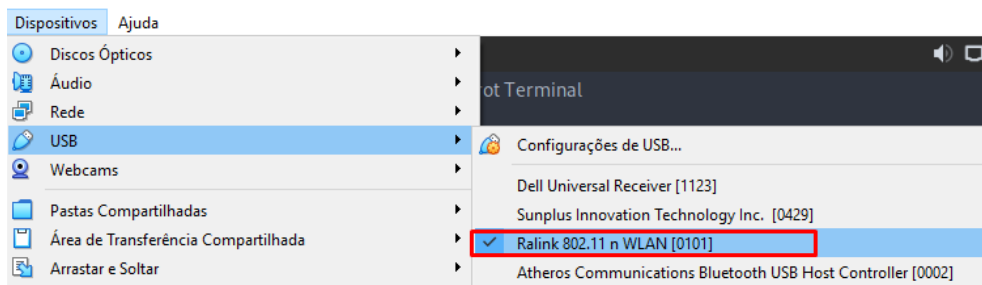 Dispositivos Ajuda
Discos Ópticos
Áudio
Rede
USB
Webcams
Pastas Compartilhadas
Área de Transferência Compartilhada
Arrastar e Soltar
ot Terminal
Configurações de USB...
Dell Universal Receiver [1123]
Sunplus Innovation Technology Inc. [0429]
Ralink 802.11 n WLAN [0101]
Atheros Communications Bluetooth USB Host Controller [0002]